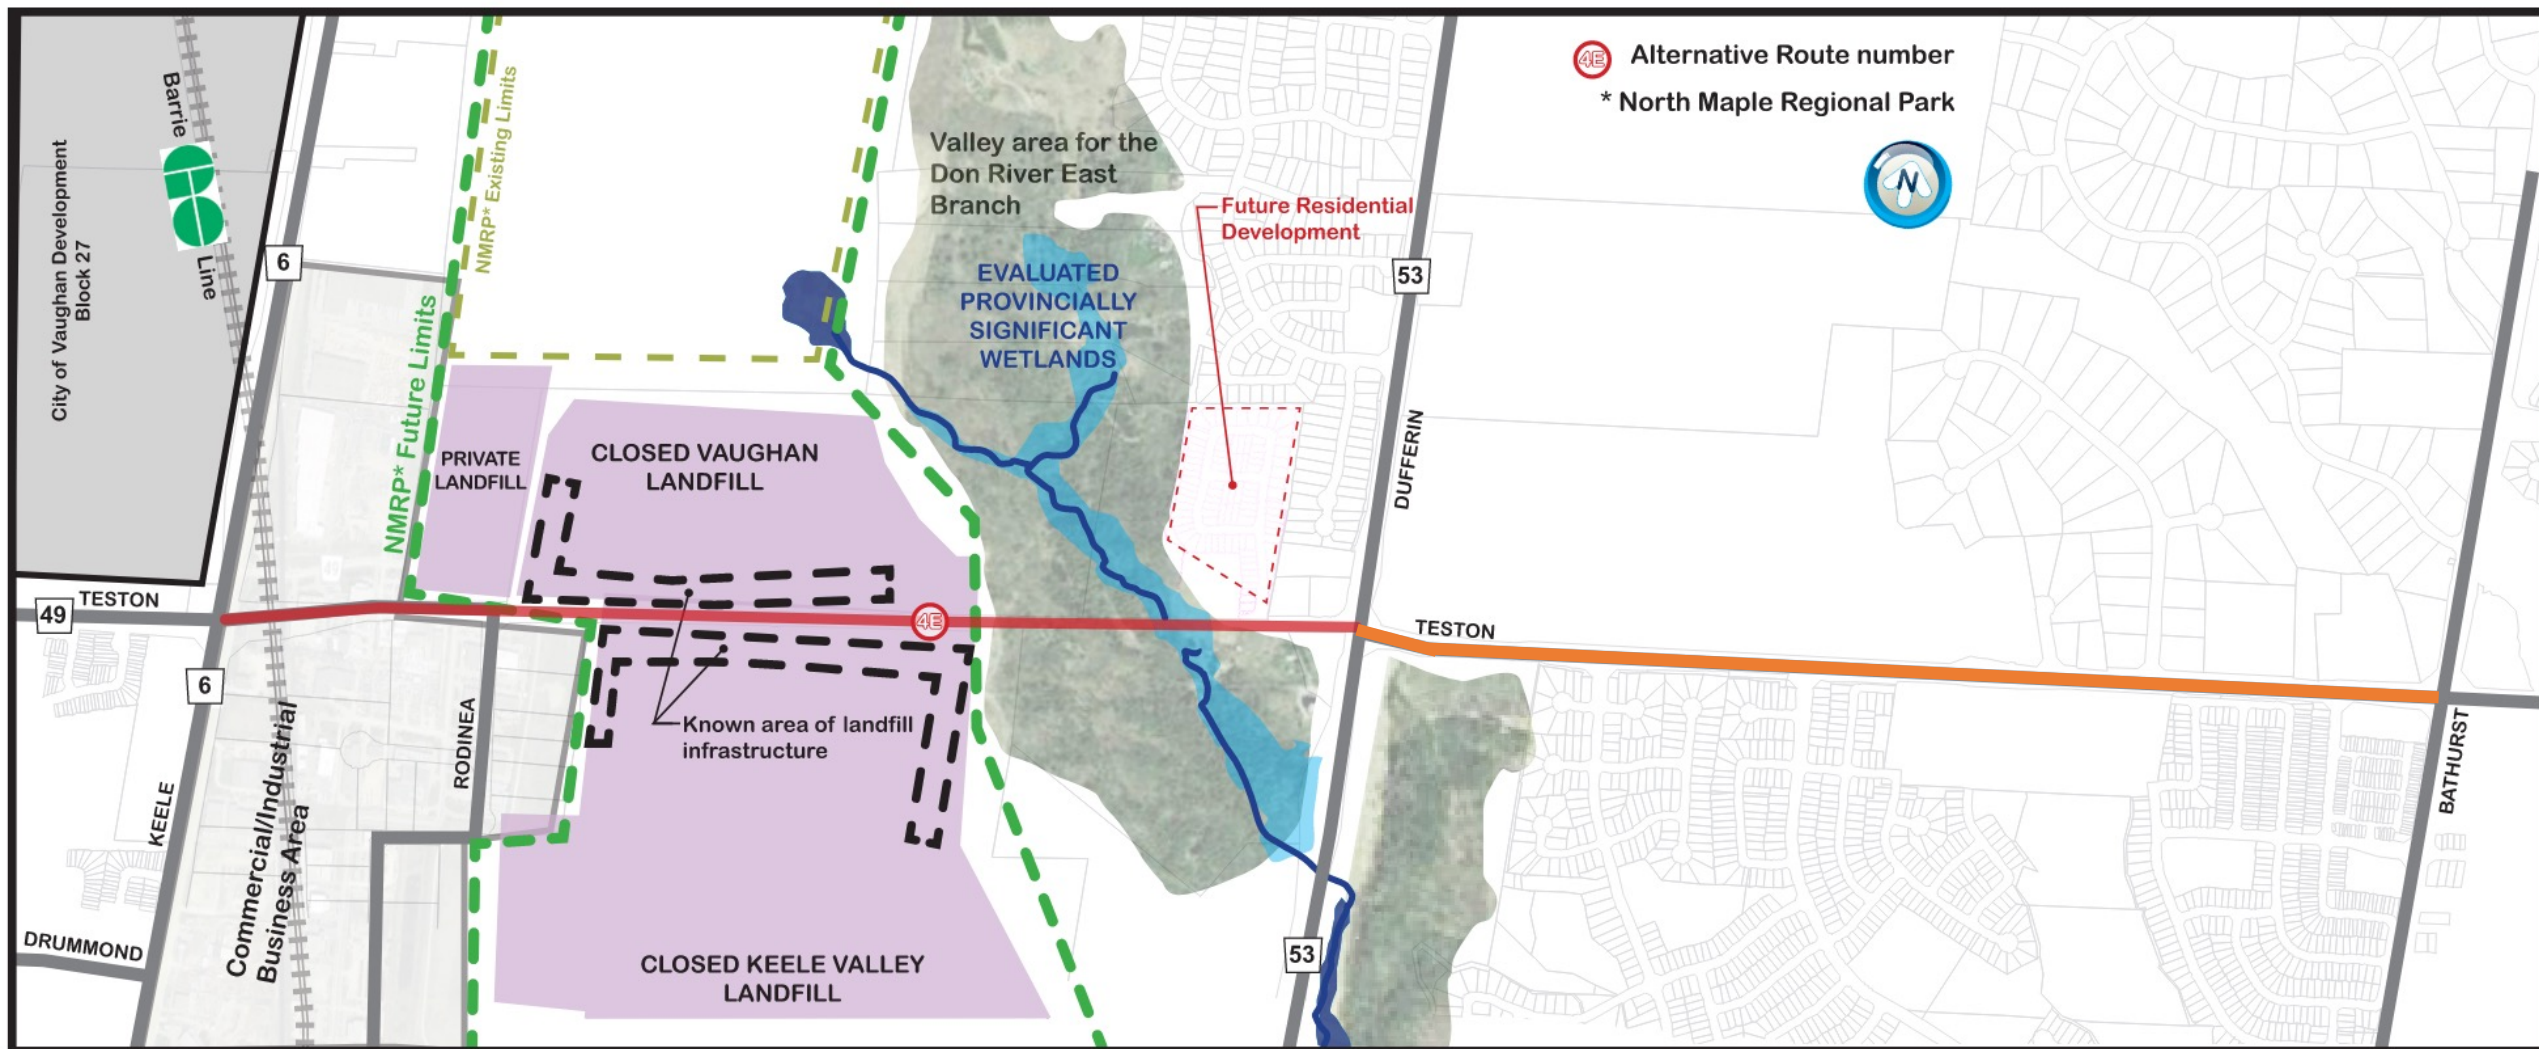 4E Alternative Route number
* North Maple Regional Park
N
Barrie
Line
City of Vaughan Development
Block 27
6
NMRP* Existing Limits
NMRP* Future Limits
Valley area for the
Don River East
Branch
EVALUATED
PROVINCIALLY
SIGNIFICANT
WETLANDS
Future Residential
Development
53
DUFFERIN
PRIVATE
LANDFILL
CLOSED VAUGHAN
LANDFILL
49
TESTON
4E
TESTON
6
KEELE
RODINEA
Commercial/Industrial
Business Area
Known area of landfill
infrastructure
BATHURST
DRUMMOND
CLOSED KEELE VALLEY
LANDFILL
53